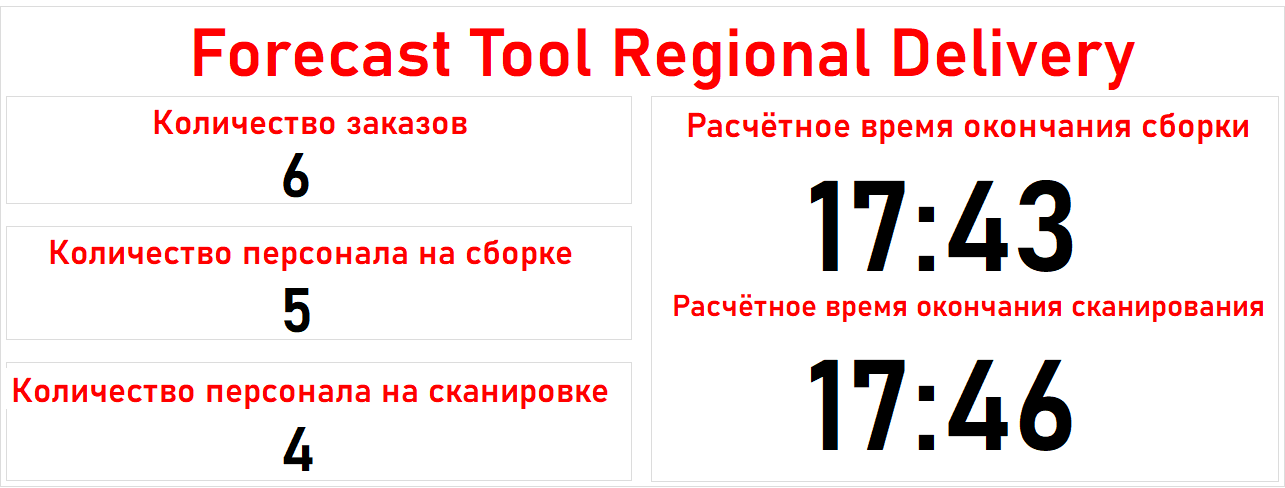 Forecast Tool Regional Delivery
Количество заказов
6
Количество персонала на сборке
5
Количество персонала на сканировке
4
Расчётное время окончания сборки
17:43
Расчётное время окончания сканирования
17:46